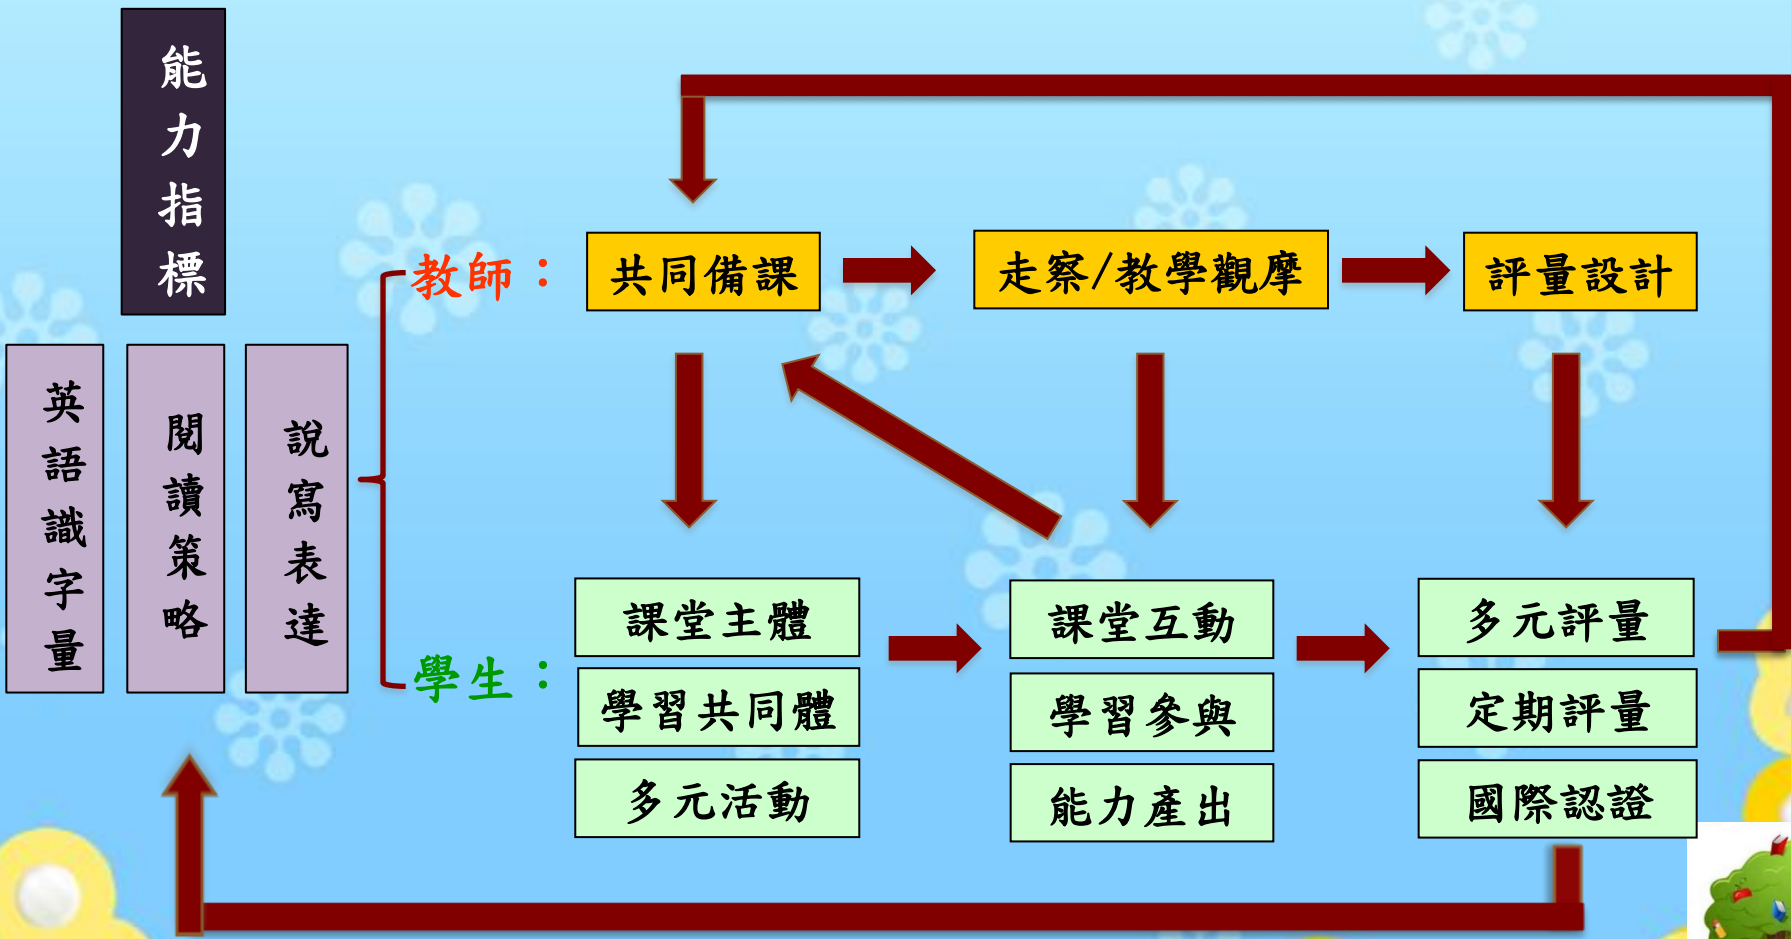 能力指標
英語識字量
閱讀策略
說寫表達
教師：
共同備課
走察/教學觀摩
評量設計
學生：
課堂主體
學習共同體
多元活動
課堂互動
學習參與
能力產出
多元評量
定期評量
國際認證